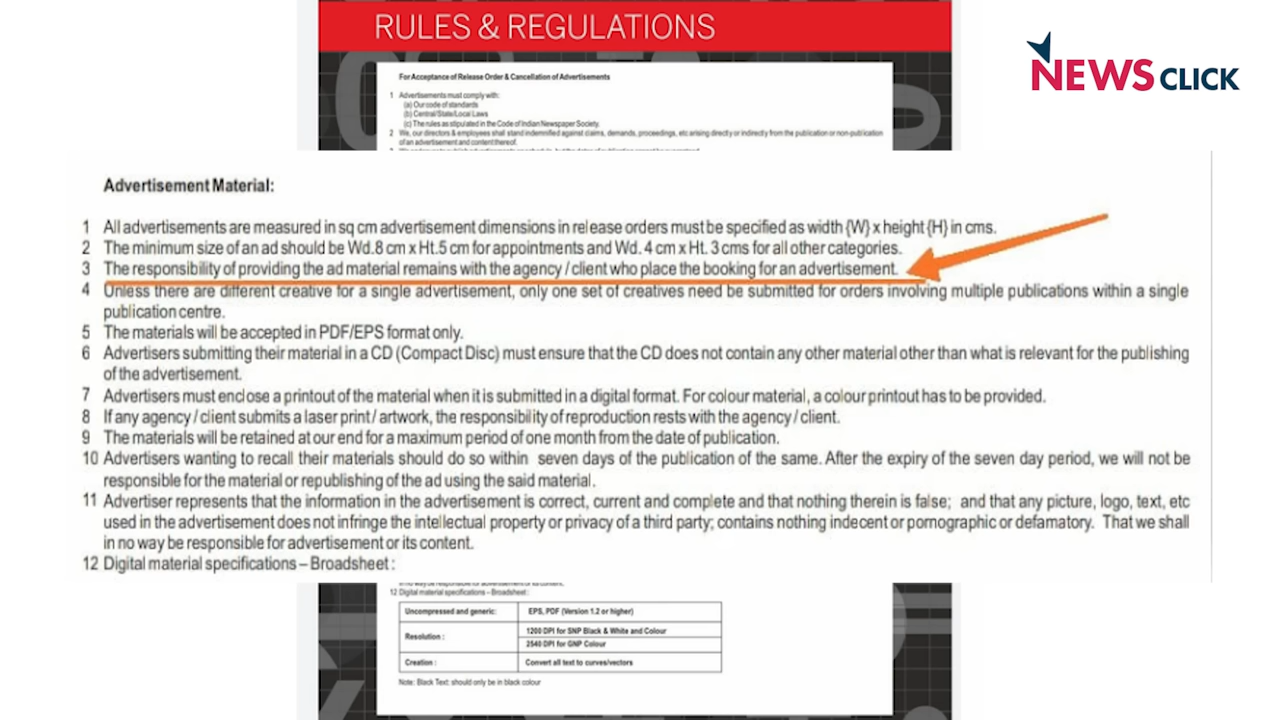 RULES & REGULATIONS
NEWSCLICK
For Acceptance of Release Order & Cancellation of Advertisements
1 Advertisements must comply with:
(a) Our code of standards
(b) Central/State/Local Laws
(c) The rules as stipulated in the Code of Indian Newspaper Society.
2 We, our directors & employees shall stand indemnified against claims, demands, proceedings, etc arising directly or indirectly from the publication or non-publication
of an advertisement and content thereof.
Advertisement Material:
1 All advertisements are measured in sq cm advertisement dimensions in release orders must be specified as width {W} x height {H} in cms.
2 The minimum size of an ad should be Wd.8 cm x Ht.5 cm for appointments and Wd. 4 cm x Ht. 3 cms for all other categories.
3 The responsibility of providing the ad material remains with the agency / client who place the booking for an advertisement.
4 Unless there are different creative for a single advertisement, only one set of creatives need be submitted for orders involving multiple publications within a single
publication centre.
5 The materials will be accepted in PDF/EPS format only.
6 Advertisers submitting their material in a CD (Compact Disc) must ensure that the CD does not contain any other material other than what is relevant for the publishing
of the advertisement.
7 Advertisers must enclose a printout of the material when it is submitted in a digital format. For colour material, a colour printout has to be provided.
8 If any agency / client submits a laser print / artwork, the responsibility of reproduction rests with the agency / client.
9 The materials will be retained at our end for a maximum period of one month from the date of publication.
10 Advertisers wanting to recall their materials should do so within seven days of the publication of the same. After the expiry of the seven day period, we will not be
responsible for the material or republishing of the ad using the said material.
11 Advertiser represents that the information in the advertisement is correct, current and complete and that nothing therein is false; and that any picture, logo, text, etc
used in the advertisement does not infringe the intellectual property or privacy of a third party; contains nothing indecent or pornographic or defamatory. That we shall
in no way be responsible for advertisement or its content.
12 Digital material specifications – Broadsheet :
12 Digital material specifications – Broadsheet :
Uncompressed and generic: EPS, PDF (Version 1.2 or higher)
Resolution : 1200 DPI for SNP Black & White and Colour
2540 DPI for GNP Colour
Creation : Convert all text to curves/vectors
Note: Black Text should only be in black colour